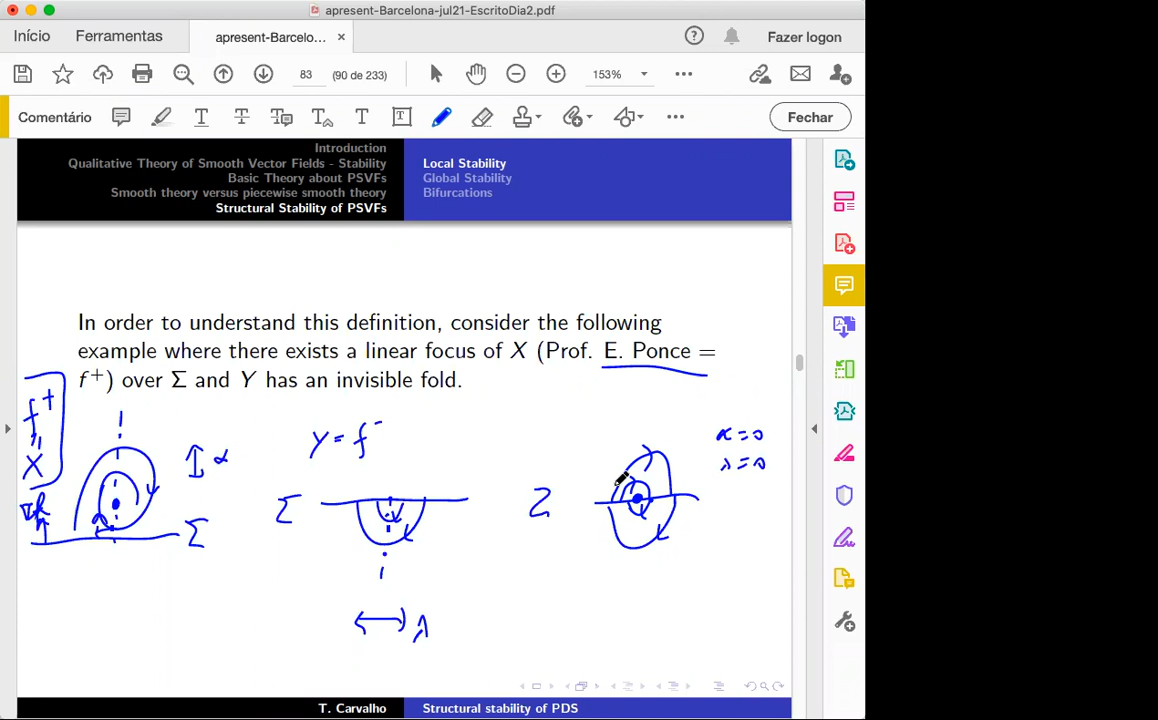 apresent-Barcelona-jul21-EscritoDia2.pdf
Início
Ferramentas
apresent-Barcelo...
Fazer logon
83
(90 de 233)
153%
Comentário
Fechar
Introduction
Qualitative Theory of Smooth Vector Fields - Stability
Basic Theory about PSVFs
Smooth theory versus piecewise smooth theory
Structural Stability of PSVFs
Local Stability
Global Stability
Bifurcations
In order to understand this definition, consider the following
example where there exists a linear focus of X (Prof. E. Ponce =
f⁺) over Σ and Y has an invisible fold.
f⁺
X
α
Σ
Y = f⁻
Σ
λ
Z
α = 0
λ = 0
T. Carvalho
Structural stability of PDS